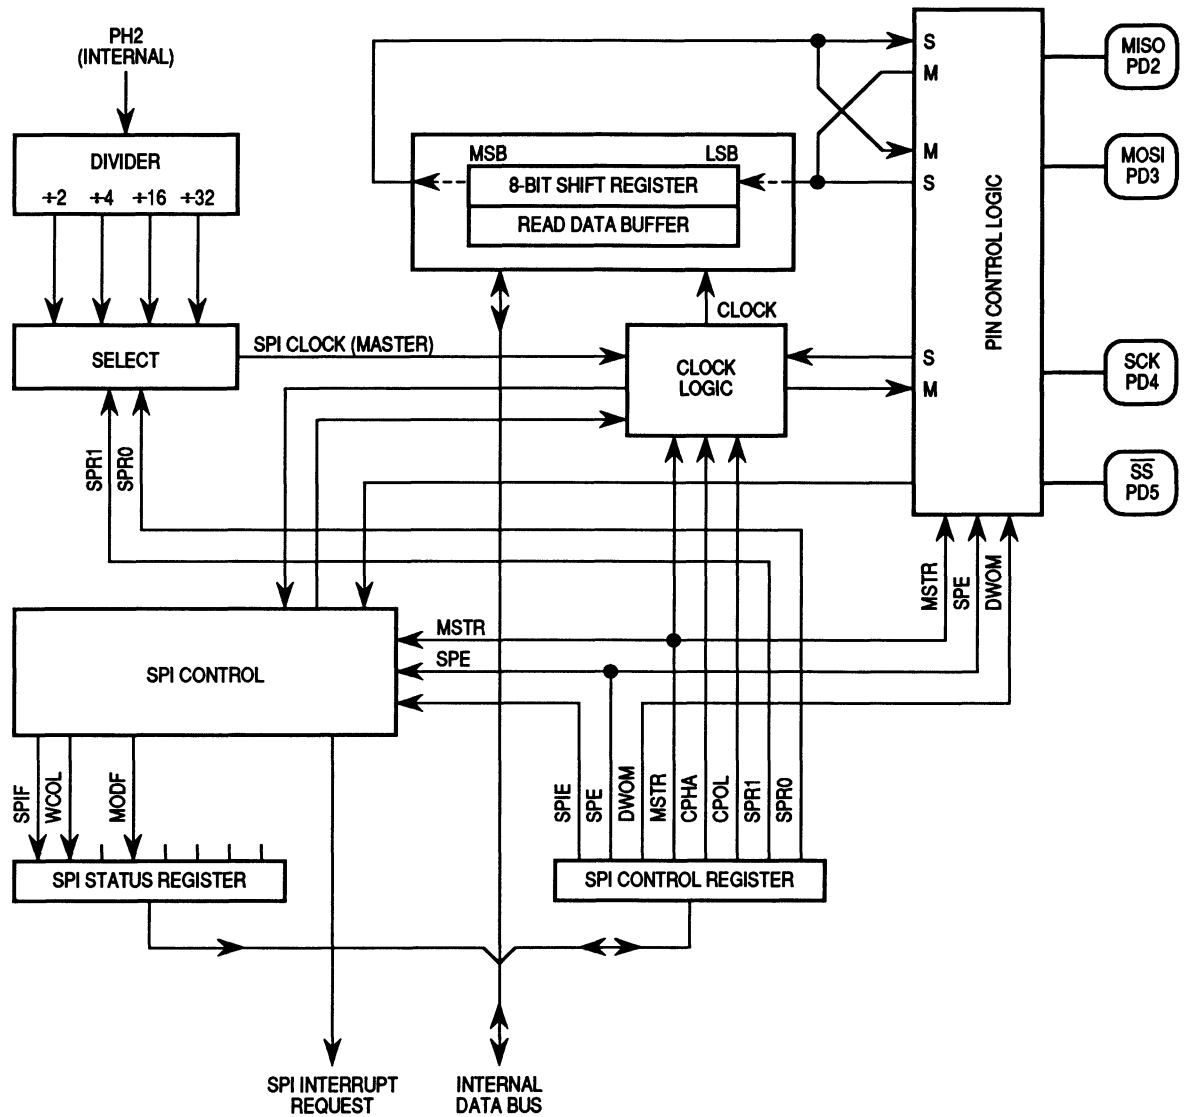 PH2
(INTERNAL)
DIVIDER
÷2 ÷4 ÷16 ÷32
SELECT
SPR1
SPR0
SPI CLOCK (MASTER)
MSB LSB
8-BIT SHIFT REGISTER
READ DATA BUFFER
CLOCK
CLOCK
LOGIC
S
M
M
S
S
M
PIN CONTROL LOGIC
MISO
PD2
MOSI
PD3
SCK
PD4
SS
PD5
MSTR
SPE
DWOM
SPI CONTROL
MSTR
SPE
SPIF
WCOL
MODF
SPI STATUS REGISTER
SPIE
SPE
DWOM
MSTR
CPHA
CPOL
SPR1
SPR0
SPI CONTROL REGISTER
SPI INTERRUPT
REQUEST
INTERNAL
DATA BUS